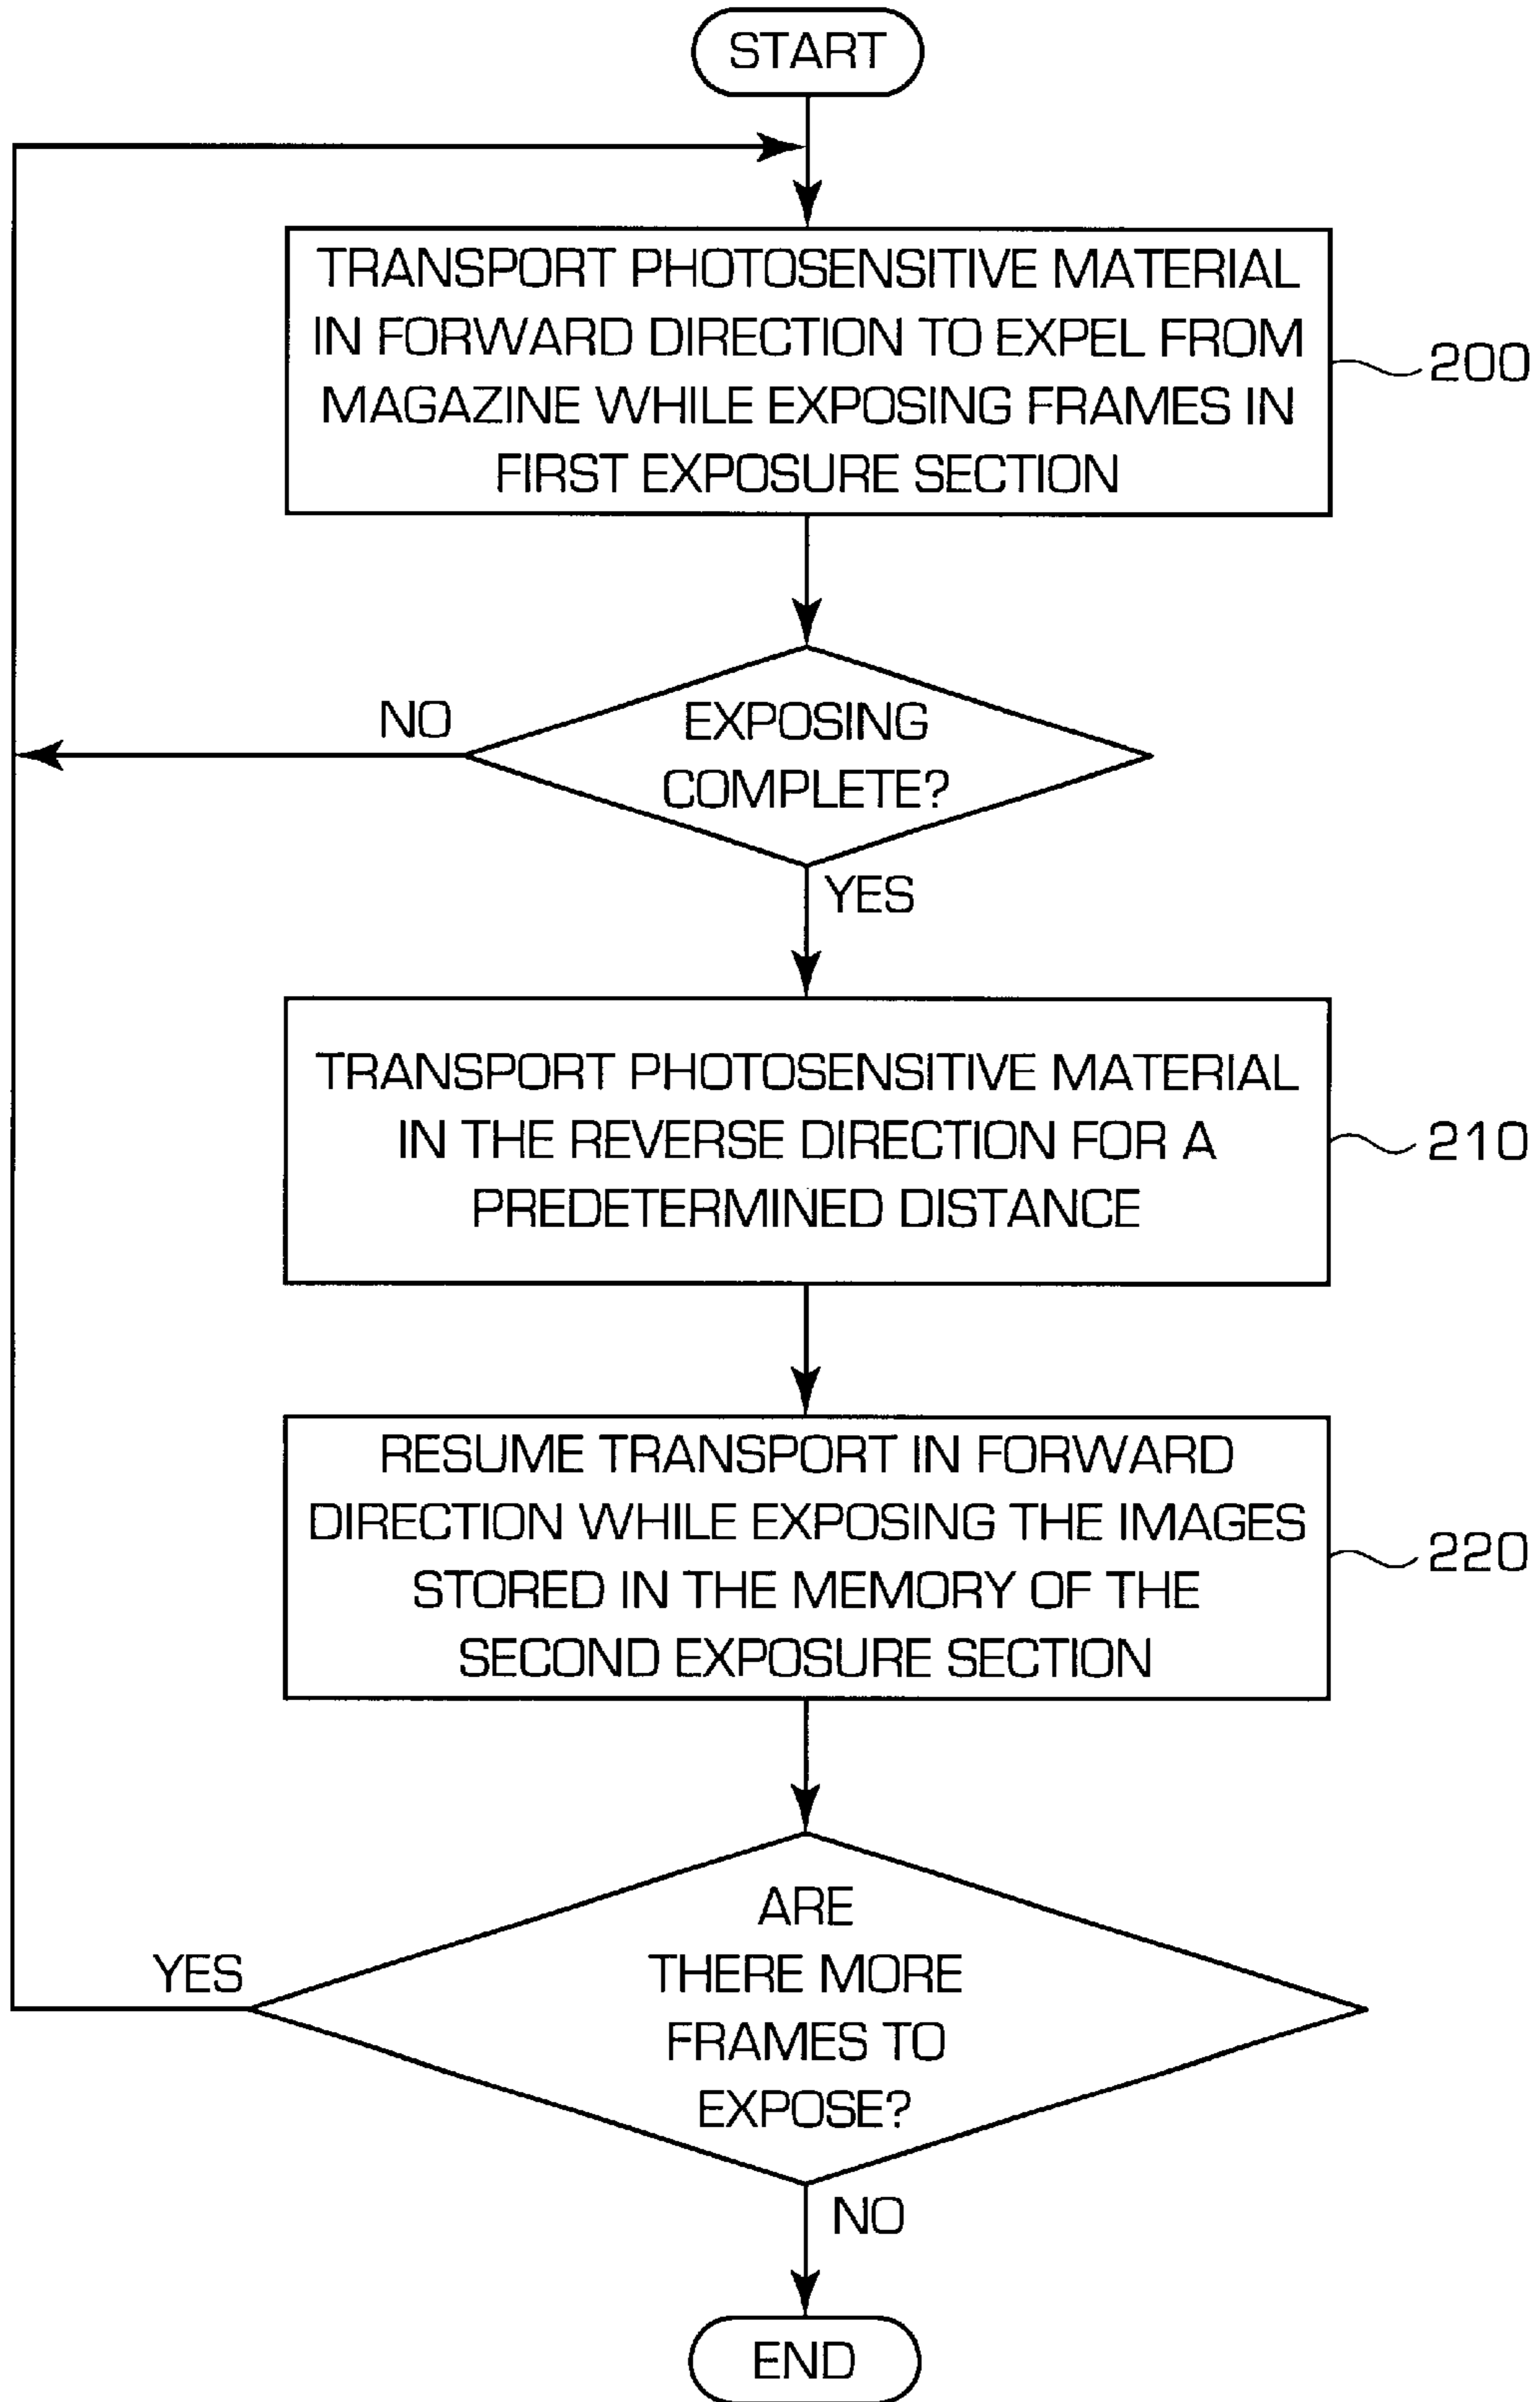 START
TRANSPORT PHOTOSENSITIVE MATERIAL
IN FORWARD DIRECTION TO EXPEL FROM
MAGAZINE WHILE EXPOSING FRAMES IN
FIRST EXPOSURE SECTION
200
NO
EXPOSING
COMPLETE?
YES
TRANSPORT PHOTOSENSITIVE MATERIAL
IN THE REVERSE DIRECTION FOR A
PREDETERMINED DISTANCE
210
RESUME TRANSPORT IN FORWARD
DIRECTION WHILE EXPOSING THE IMAGES
STORED IN THE MEMORY OF THE
SECOND EXPOSURE SECTION
220
YES
ARE
THERE MORE
FRAMES TO
EXPOSE?
NO
END